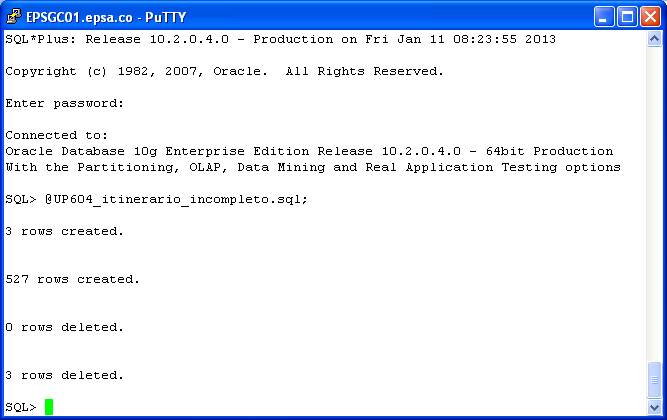 EPSGC01.epsa.co - PuTTY
SQL*Plus: Release 10.2.0.4.0 - Production on Fri Jan 11 08:23:55 2013
Copyright (c) 1982, 2007, Oracle.  All Rights Reserved.
Enter password:
Connected to:
Oracle Database 10g Enterprise Edition Release 10.2.0.4.0 - 64bit Production
With the Partitioning, OLAP, Data Mining and Real Application Testing options
SQL> @UP604_itinerario_incompleto.sql;
3 rows created.
527 rows created.
0 rows deleted.
3 rows deleted.
SQL>